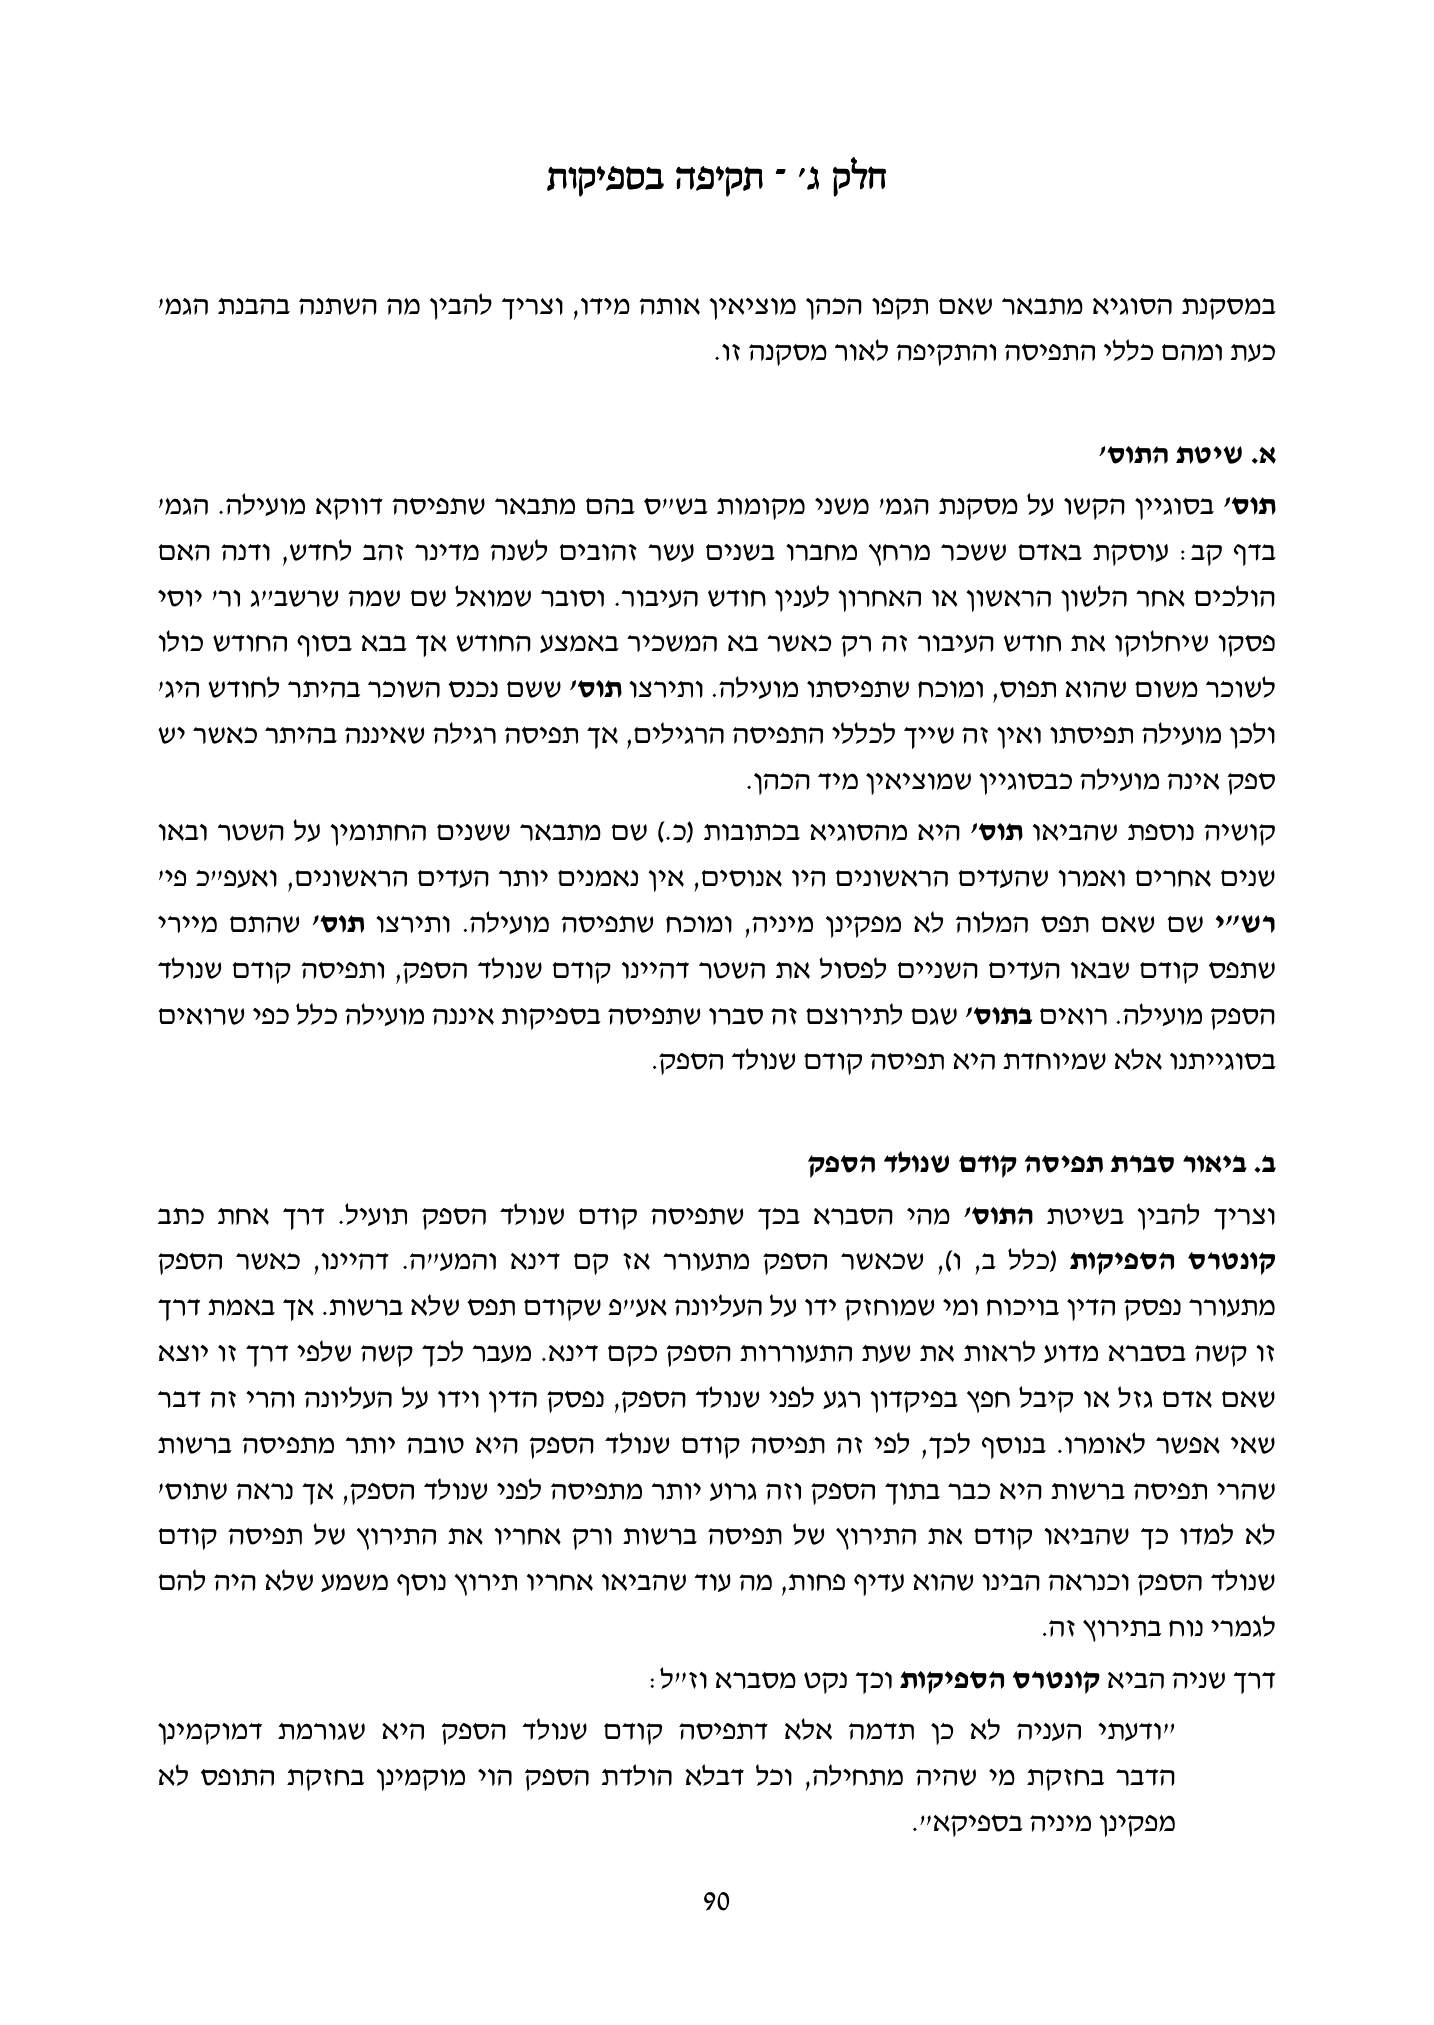 חלק ג׳ - תקיפה בספיקות
במסקנת הסוגיא מתבאר שאם תקפו הכהן מוציאין אותה מידו, וצריך להבין מה השתנה בהבנת הגמ׳
כעת ומהם כללי התפיסה והתקיפה לאור מסקנה זו.
א. שיטת התוס׳
תוס׳ בסוגיין הקשו על מסקנת הגמ׳ משני מקומות בש״ס בהם מתבאר שתפיסה דווקא מועילה. הגמ׳
בדף קב: עוסקת באדם ששכר מרחץ מחברו בשנים עשר זהובים לשנה מדינר זהב לחדש, ודנה האם
הולכים אחר הלשון הראשון או האחרון לענין חודש העיבור. וסובר שמואל שם שמה שרשב״ג ור׳ יוסי
פסקו שיחלוקו את חודש העיבור זה רק כאשר בא המשכיר באמצע החודש אך בבא בסוף החודש כולו
לשוכר משום שהוא תפוס, ומוכח שתפיסתו מועילה. ותירצו תוס׳ ששם נכנס השוכר בהיתר לחודש היג׳
ולכן מועילה תפיסתו ואין זה שייך לכללי התפיסה הרגילים, אך תפיסה רגילה שאיננה בהיתר כאשר יש
ספק אינה מועילה כבסוגיין שמוציאין מיד הכהן.
קושיה נוספת שהביאו תוס׳ היא מהסוגיא בכתובות (כ.) שם מתבאר ששנים החתומין על השטר ובאו
שנים אחרים ואמרו שהעדים הראשונים היו אנוסים, אין נאמנים יותר העדים הראשונים, ואעפ״כ פי׳
רש״י שם שאם תפס המלוה לא מפקינן מיניה, ומוכח שתפיסה מועילה. ותירצו תוס׳ שהתם מיירי
שתפס קודם שבאו העדים השניים לפסול את השטר דהיינו קודם שנולד הספק, ותפיסה קודם שנולד
הספק מועילה. רואים בתוס׳ שגם לתירוצם זה סברו שתפיסה בספיקות איננה מועילה כלל כפי שרואים
בסוגייתנו אלא שמיוחדת היא תפיסה קודם שנולד הספק.
ב. ביאור סברת תפיסה קודם שנולד הספק
וצריך להבין בשיטת התוס׳ מהי הסברא בכך שתפיסה קודם שנולד הספק תועיל. דרך אחת כתב
קונטרס הספיקות (כלל ב, ו), שכאשר הספק מתעורר אז קם דינא והמע״ה. דהיינו, כאשר הספק
מתעורר נפסק הדין בויכוח ומי שמוחזק ידו על העליונה אע״פ שקודם תפס שלא ברשות. אך באמת דרך
זו קשה בסברא מדוע לראות את שעת התעוררות הספק כקם דינא. מעבר לכך קשה שלפי דרך זו יוצא
שאם אדם גזל או קיבל חפץ בפיקדון רגע לפני שנולד הספק, נפסק הדין וידו על העליונה והרי זה דבר
שאי אפשר לאומרו. בנוסף לכך, לפי זה תפיסה קודם שנולד הספק היא טובה יותר מתפיסה ברשות
שהרי תפיסה ברשות היא כבר בתוך הספק וזה גרוע יותר מתפיסה לפני שנולד הספק, אך נראה שתוס׳
לא למדו כך שהביאו קודם את התירוץ של תפיסה ברשות ורק אחריו את התירוץ של תפיסה קודם
שנולד הספק וכנראה הבינו שהוא עדיף פחות, מה עוד שהביאו אחריו תירוץ נוסף משמע שלא היה להם
לגמרי נוח בתירוץ זה.
דרך שניה הביא קונטרס הספיקות וכך נקט מסברא וז״ל:
״ודעתי העניה לא כן תדמה אלא דתפיסה קודם שנולד הספק היא שגורמת דמוקמינן
הדבר בחזקת מי שהיה מתחילה, וכל דבלא הולדת הספק הוי מוקמינן בחזקת התופס לא
מפקינן מיניה בספיקא״.
90